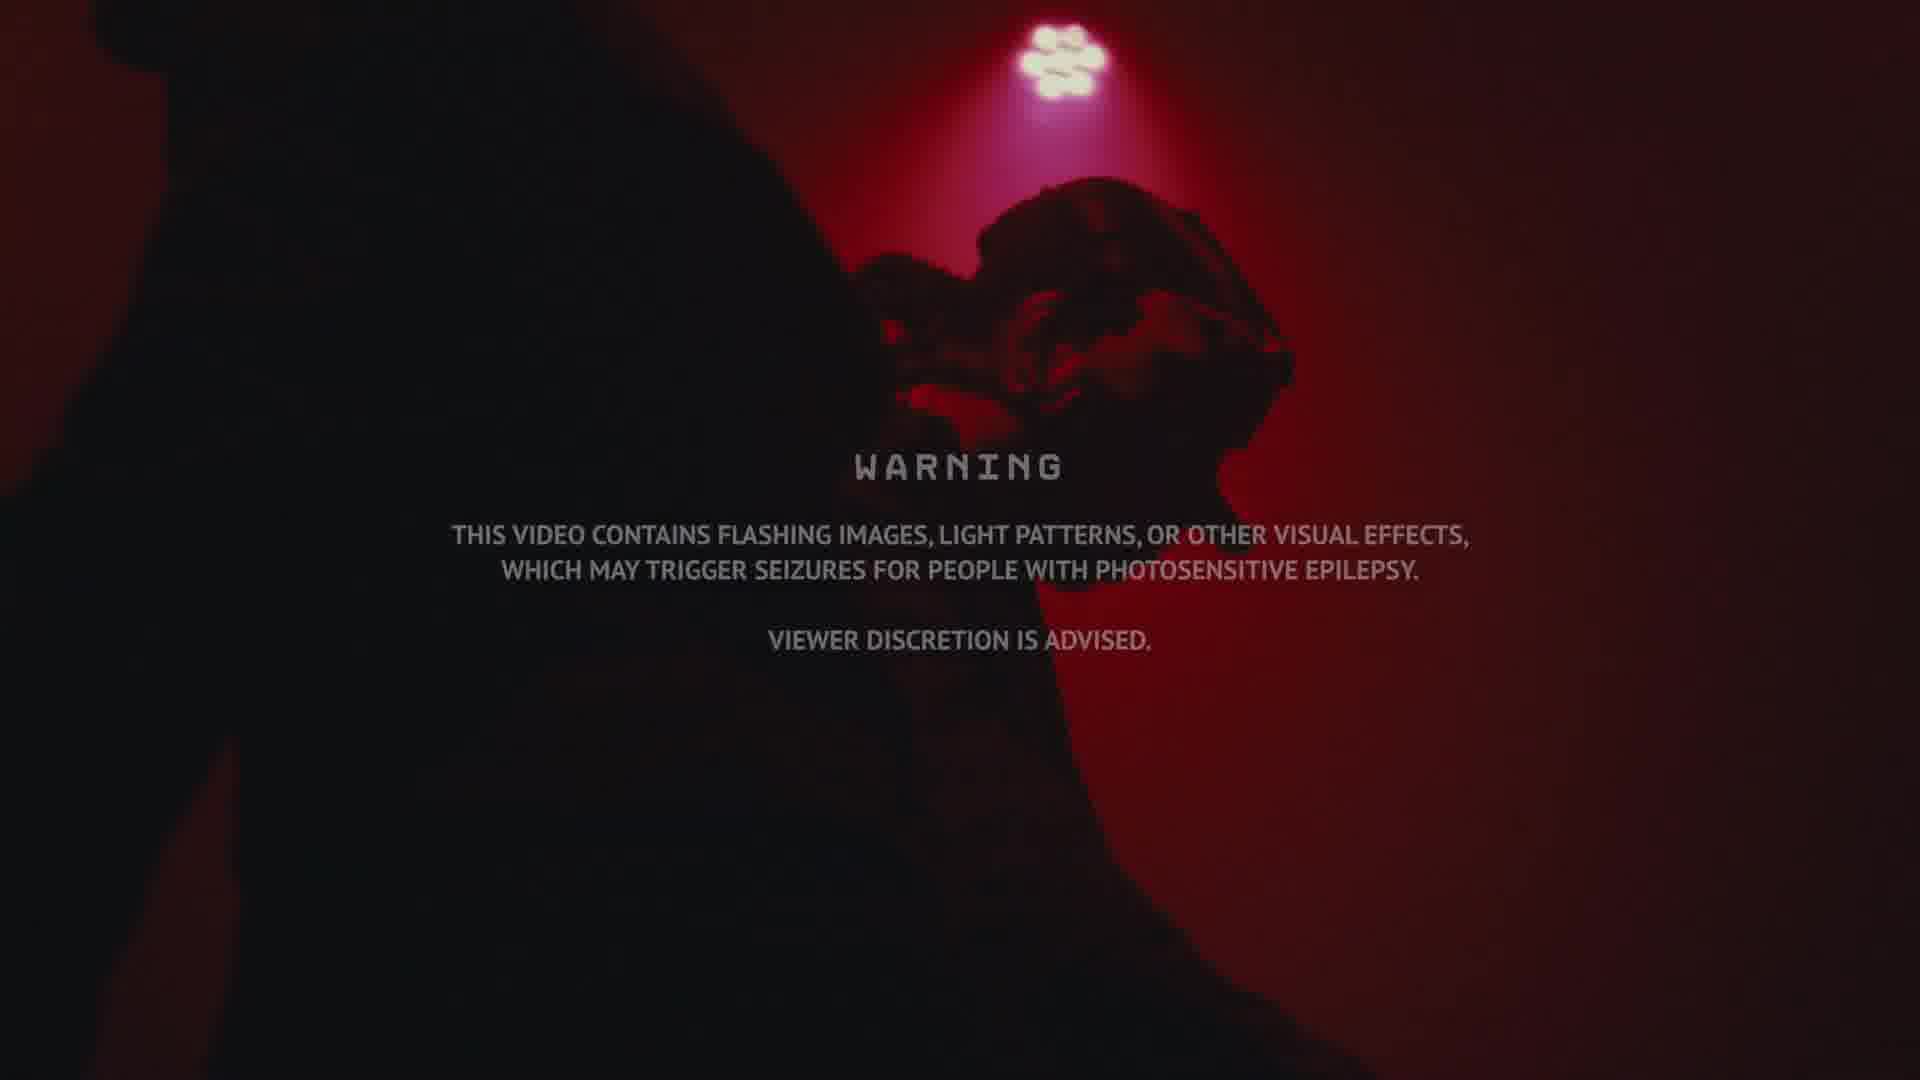 WARNING
THIS VIDEO CONTAINS FLASHING IMAGES, LIGHT PATTERNS, OR OTHER VISUAL EFFECTS,
WHICH MAY TRIGGER SEIZURES FOR PEOPLE WITH PHOTOSENSITIVE EPILEPSY.
VIEWER DISCRETION IS ADVISED.